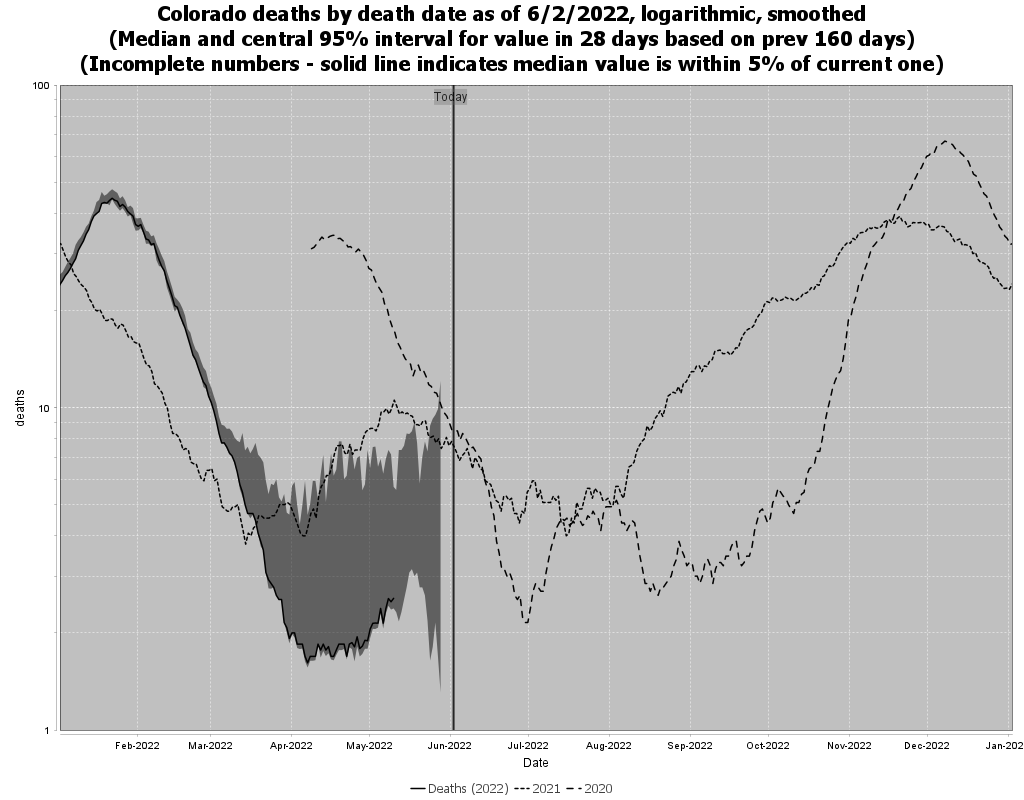 Colorado deaths by death date as of 6/2/2022, logarithmic, smoothed
(Median and central 95% interval for value in 28 days based on prev 160 days)
(Incomplete numbers - solid line indicates median value is within 5% of current one)
100
Today
deaths
10
1
Feb-2022 Mar-2022 Apr-2022 May-2022 Jun-2022 Jul-2022 Aug-2022 Sep-2022 Oct-2022 Nov-2022 Dec-2022 Jan-202
Date
Deaths (2022) 2021 2020